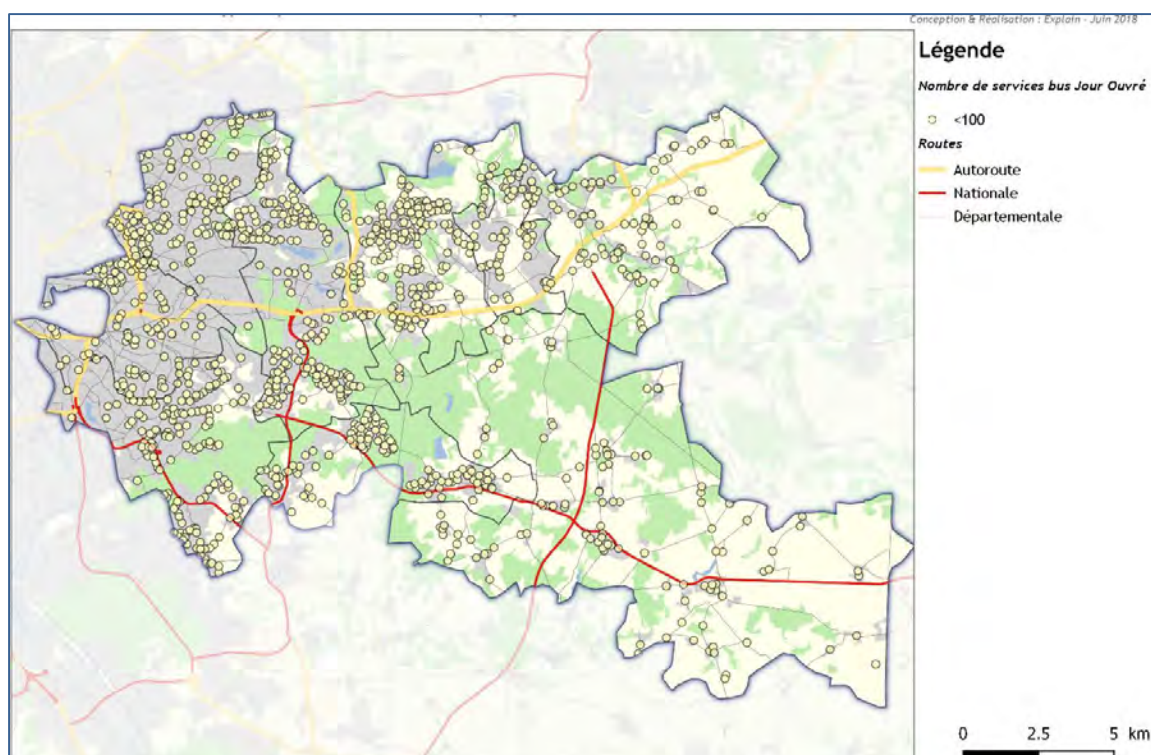 Conception & Réalisation : Explain - Juin 2018
Légende
Nombre de services bus Jour Ouvré
<100
Routes
Autoroute
Nationale
Départementale
0 2.5 5 km